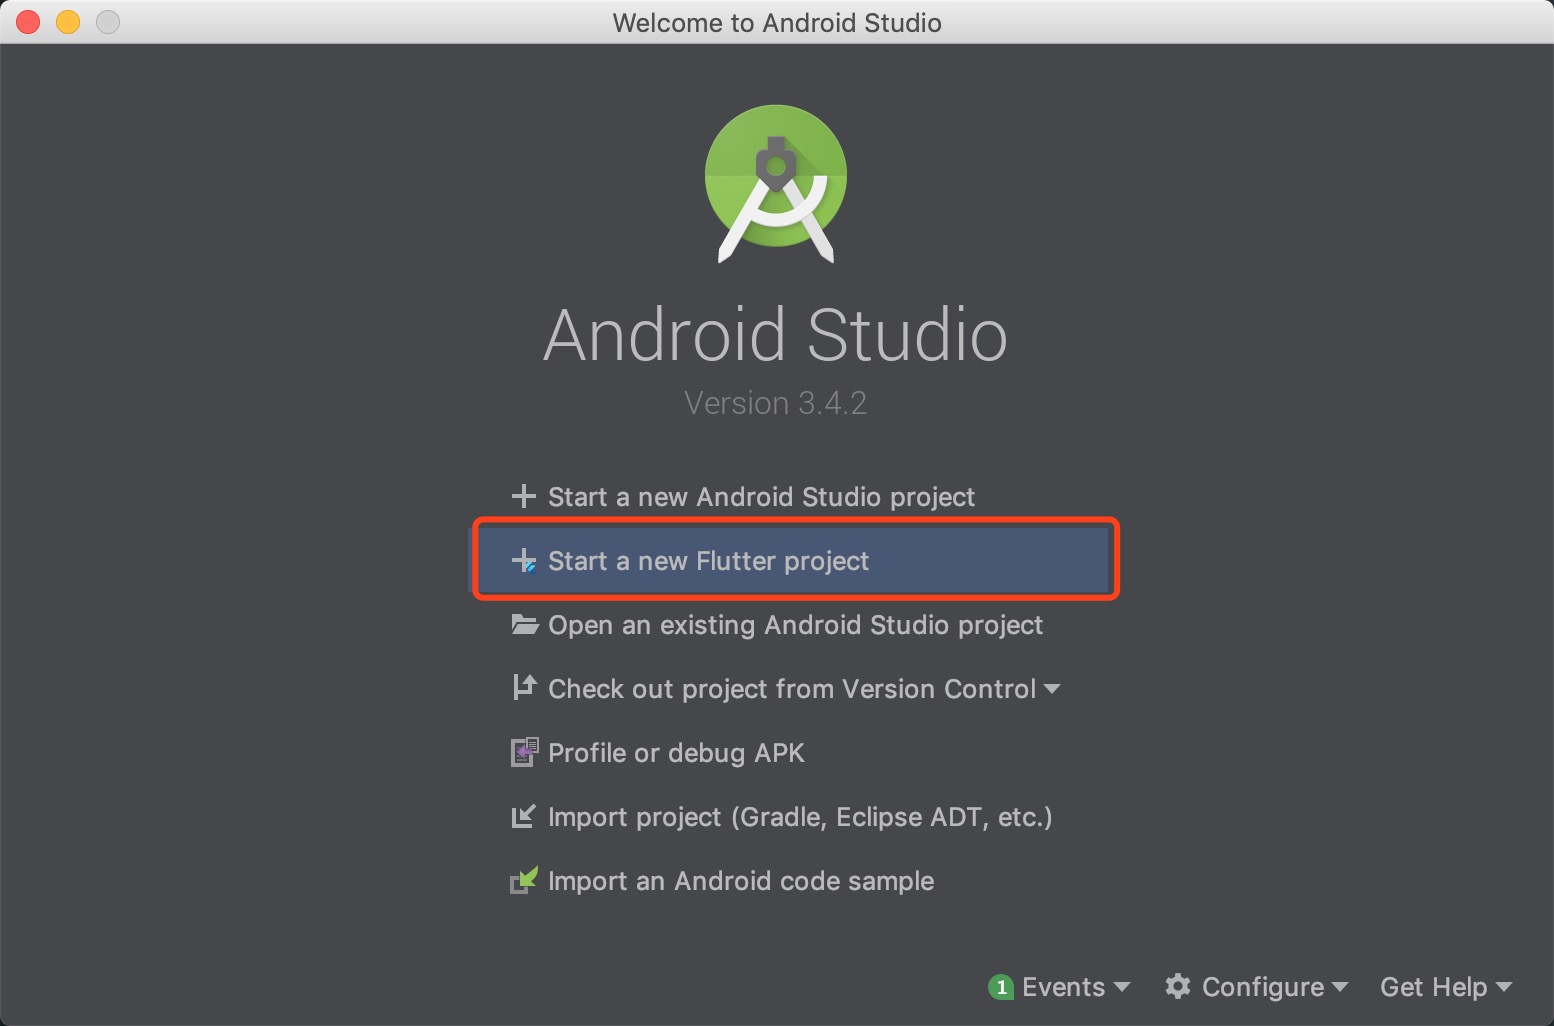 Welcome to Android Studio
Android Studio
Version 3.4.2
Start a new Android Studio project
Start a new Flutter project
Open an existing Android Studio project
Check out project from Version Control
Profile or debug APK
Import project (Gradle, Eclipse ADT, etc.)
Import an Android code sample
1 Events Configure Get Help